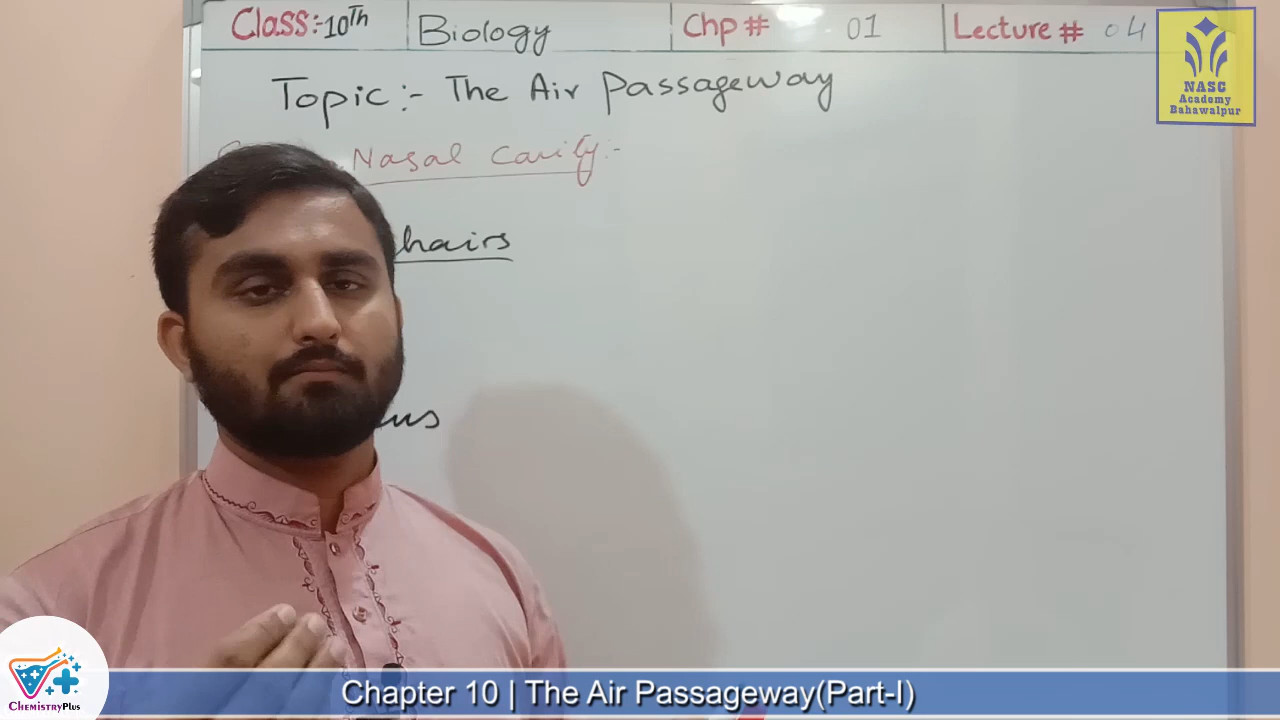 Class:-10Th Biology Chp # 01 Lecture # 04
NASC
Academy
Bahawalpur
Topic:- The Air Passageway
Nasal Cavity:-
hairs
us
ChemistryPlus
Chapter 10 | The Air Passageway(Part-I)